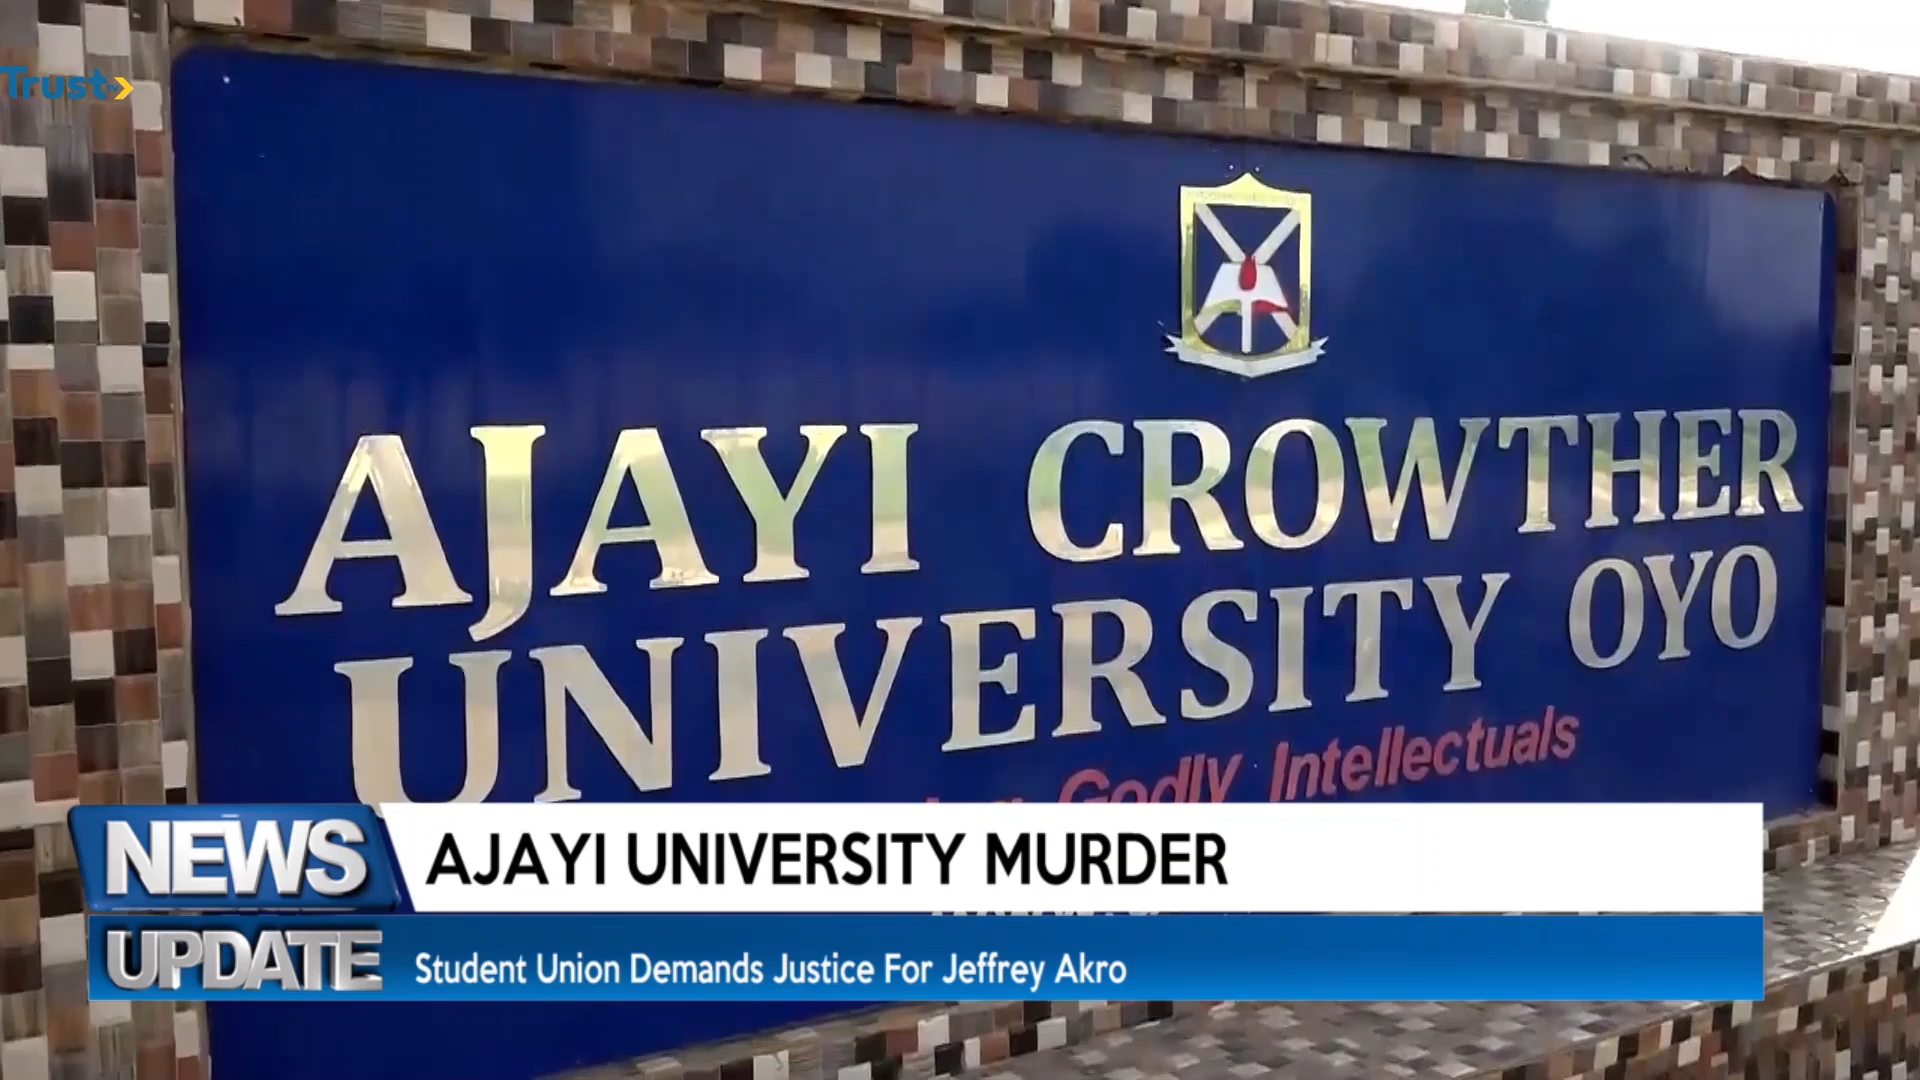 Trust
AJAYI CROWTHER
UNIVERSITY OYO
Godly Intellectuals
NEWS
UPDATE
AJAYI UNIVERSITY MURDER
Student Union Demands Justice For Jeffrey Akro